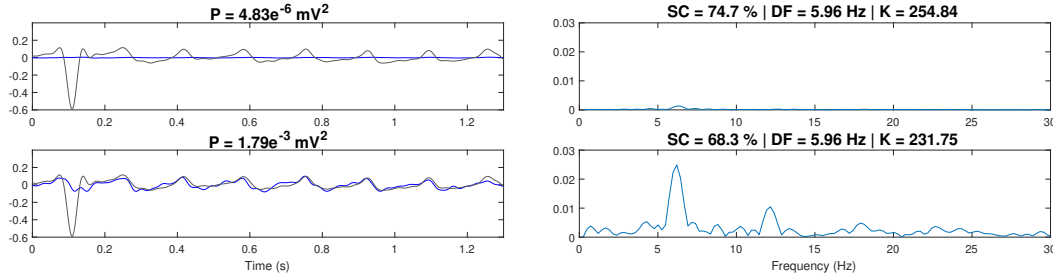 P = 4.83e⁻⁶ mV²
0.2
0
-0.2
-0.4
-0.6
0 0.2 0.4 0.6 0.8 1 1.2
SC = 74.7 % | DF = 5.96 Hz | K = 254.84
0.03
0.02
0.01
0
0 5 10 15 20 25 30
P = 1.79e⁻³ mV²
0.2
0
-0.2
-0.4
-0.6
0 0.2 0.4 0.6 0.8 1 1.2
Time (s)
SC = 68.3 % | DF = 5.96 Hz | K = 231.75
0.03
0.02
0.01
0
0 5 10 15 20 25 30
Frequency (Hz)